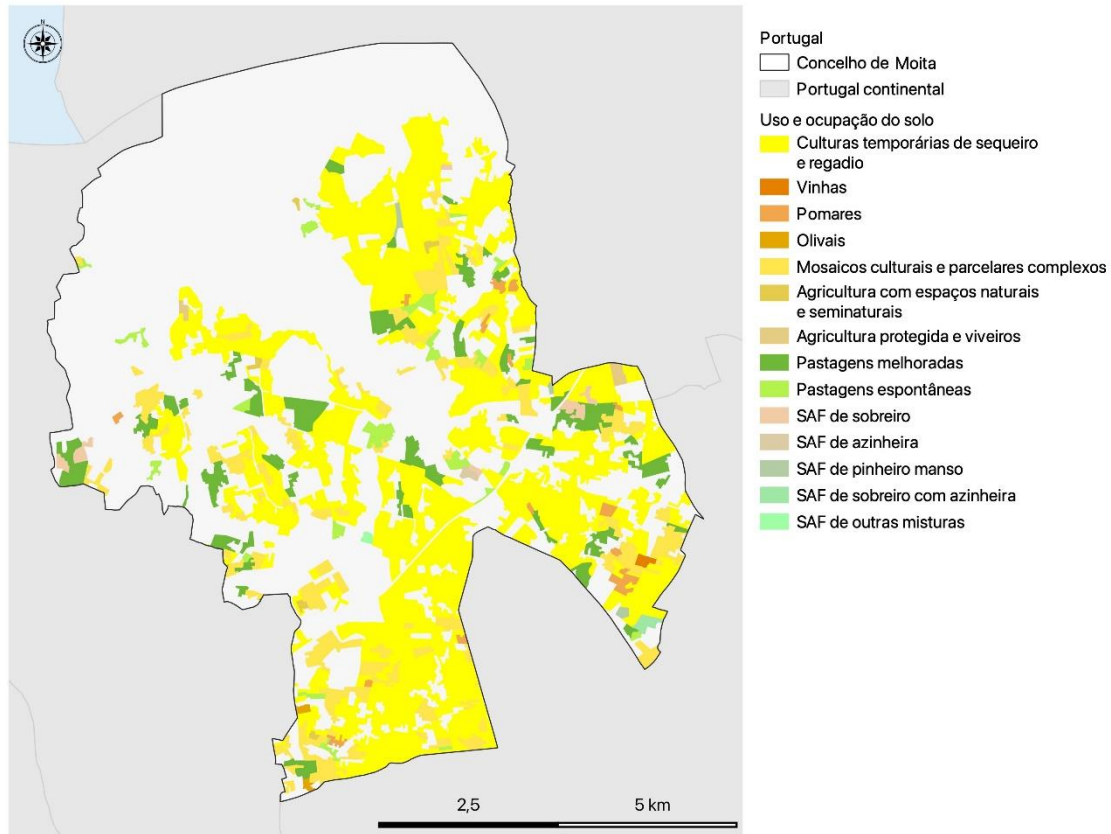 Portugal
Concelho de Moita
Portugal continental
Uso e ocupação do solo
Culturas temporárias de sequeiro
e regadio
Vinhas
Pomares
Olivais
Mosaicos culturais e parcelares complexos
Agricultura com espaços naturais
e seminaturais
Agricultura protegida e viveiros
Pastagens melhoradas
Pastagens espontâneas
SAF de sobreiro
SAF de azinheira
SAF de pinheiro manso
SAF de sobreiro com azinheira
SAF de outras misturas
2,5 5 km